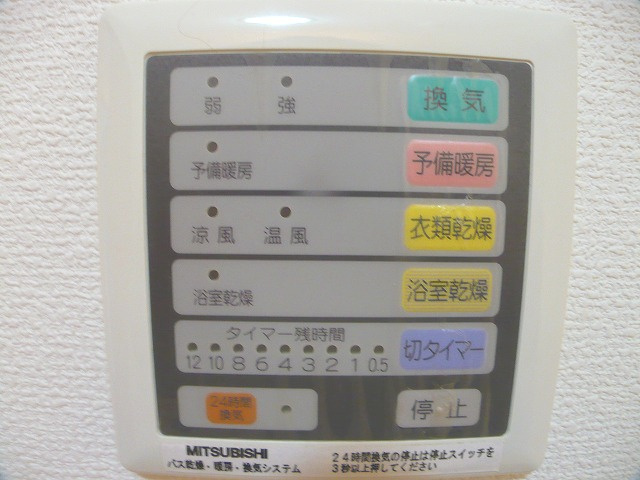 弱 強 換気
予備暖房 予備暖房
涼風 温風 衣類乾燥
浴室乾燥 浴室乾燥
タイマー残時間
12 10 8 6 4 3 2 1 0.5 切タイマー
24時間
換気 停止
MITSUBISHI
バス乾燥・暖房・換気システム
24時間換気の停止は停止スイッチを
3秒以上押してください